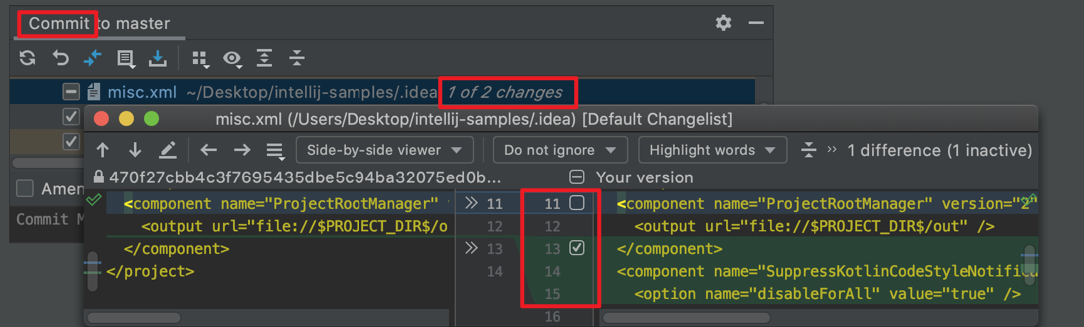 Commit to master
misc.xml ~/Desktop/intellij-samples/.idea 1 of 2 changes
misc.xml (/Users/Desktop/intellij-samples/.idea) [Default Changelist]
Side-by-side viewer Do not ignore Highlight words 1 difference (1 inactive)
Amen
470f27cbb4c3f7695435dbe5c94ba32075ed0b... Your version
Commit M
<component name="ProjectRootManager" 11 11 <component name="ProjectRootManager" version="2"
<output url="file://$PROJECT_DIR$/o 12 12 <output url="file://$PROJECT_DIR$/out" />
</component> 13 13 </component>
</project> 14 14 <component name="SuppressKotlinCodeStyleNotific
15 <option name="disableForAll" value="true" />
16